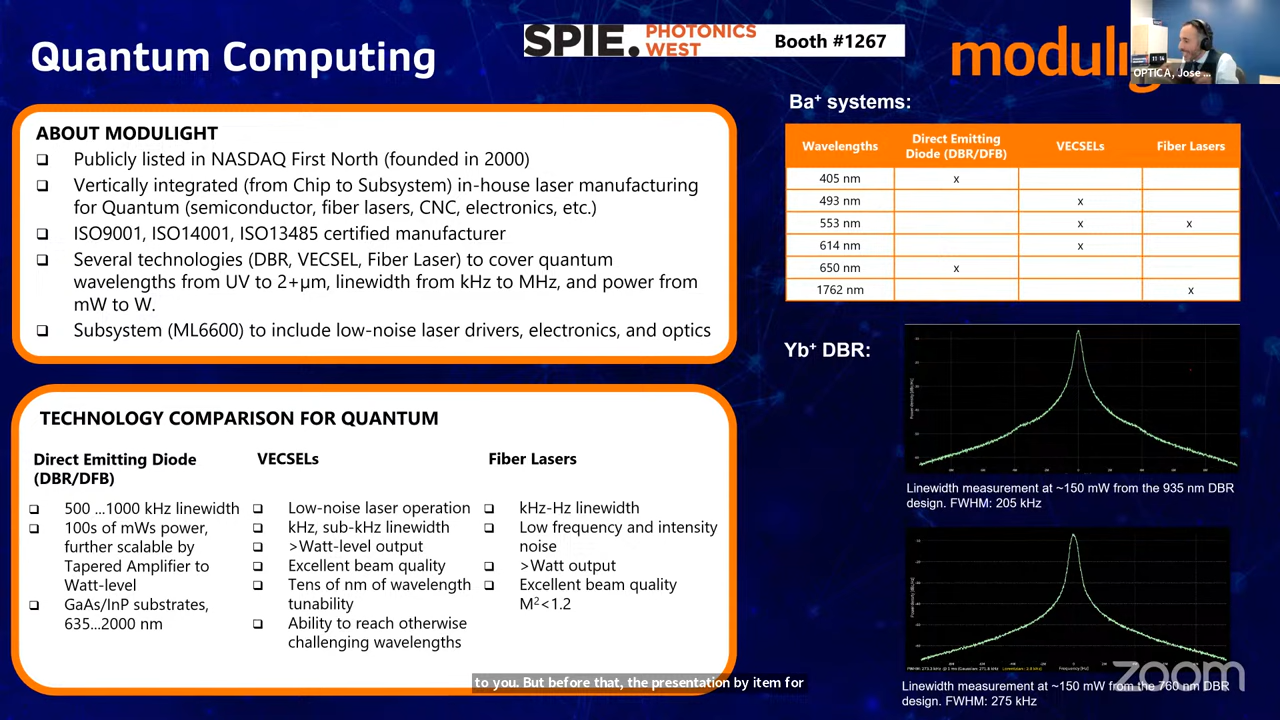 Quantum Computing
SPIE. PHOTONICS WEST
Booth #1267
11:14
OPTICA, Jose ...
ABOUT MODULIGHT
❑ Publicly listed in NASDAQ First North (founded in 2000)
❑ Vertically integrated (from Chip to Subsystem) in-house laser manufacturing
for Quantum (semiconductor, fiber lasers, CNC, electronics, etc.)
❑ ISO9001, ISO14001, ISO13485 certified manufacturer
❑ Several technologies (DBR, VECSEL, Fiber Laser) to cover quantum
wavelengths from UV to 2+µm, linewidth from kHz to MHz, and power from
mW to W.
❑ Subsystem (ML6600) to include low-noise laser drivers, electronics, and optics
TECHNOLOGY COMPARISON FOR QUANTUM
Direct Emitting Diode
(DBR/DFB)
❑ 500 ...1000 kHz linewidth
❑ 100s of mWs power,
further scalable by
Tapered Amplifier to
Watt-level
❑ GaAs/InP substrates,
635...2000 nm
VECSELs
❑ Low-noise laser operation
❑ kHz, sub-kHz linewidth
❑ >Watt-level output
❑ Excellent beam quality
❑ Tens of nm of wavelength
tunability
❑ Ability to reach otherwise
challenging wavelengths
Fiber Lasers
❑ kHz-Hz linewidth
❑ Low frequency and intensity
noise
❑ >Watt output
❑ Excellent beam quality
M²<1.2
Ba⁺ systems:
Wavelengths Direct Emitting Diode (DBR/DFB) VECSELs Fiber Lasers
405 nm x
493 nm x
553 nm x x
614 nm x
650 nm x
1762 nm x
Yb⁺ DBR:
Linewidth measurement at ~150 mW from the 935 nm DBR
design. FWHM: 205 kHz
Linewidth measurement at ~150 mW from the 760 nm DBR
design. FWHM: 275 kHz
zoom
to you. But before that, the presentation by item for